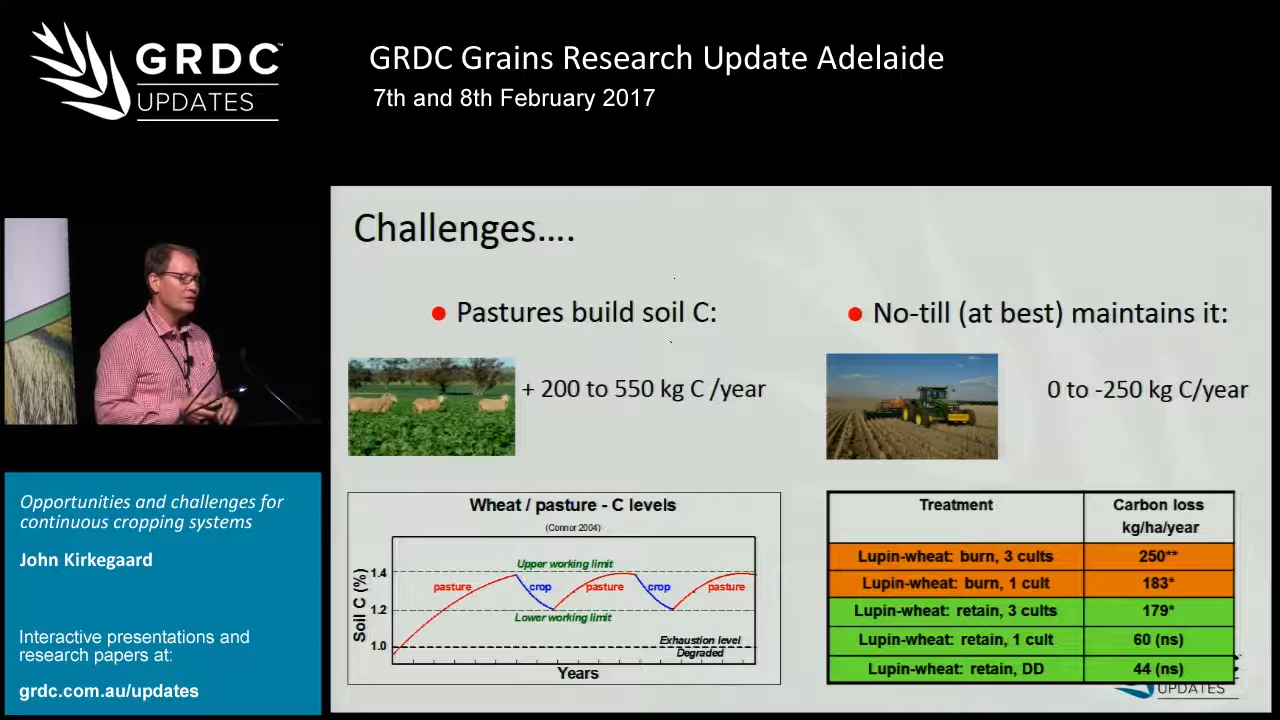 GRDC™
UPDATES
GRDC Grains Research Update Adelaide
7th and 8th February 2017
Opportunities and challenges for
continuous cropping systems
John Kirkegaard
Interactive presentations and
research papers at:
grdc.com.au/updates
Challenges....
Pastures build soil C:
+ 200 to 550 kg C /year
Wheat / pasture - C levels
(Connor 2004)
Soil C (%)
1.4
1.2
1.0
Upper working limit
pasture crop pasture crop pasture
Lower working limit
Exhaustion level
Degraded
Years
No-till (at best) maintains it:
0 to -250 kg C/year
Treatment Carbon loss
kg/ha/year
Lupin-wheat: burn, 3 cults 250**
Lupin-wheat: burn, 1 cult 183*
Lupin-wheat: retain, 3 cults 179*
Lupin-wheat: retain, 1 cult 60 (ns)
Lupin-wheat: retain, DD 44 (ns)
UPDATES